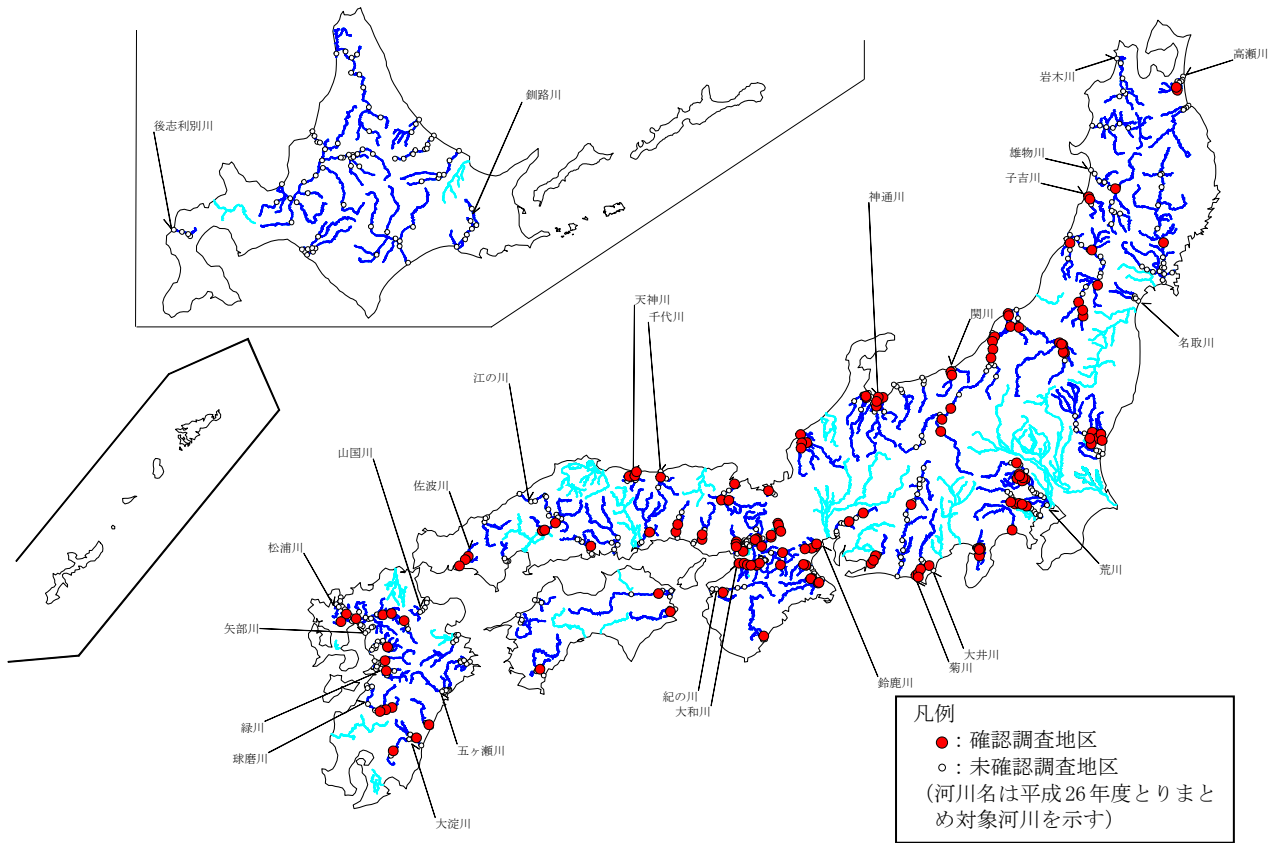 岩木川
高瀬川
釧路川
後志利別川
雄物川
子吉川
神通川
天神川
千代川
関川
名取川
江の川
山国川
佐波川
松浦川
荒川
矢部川
大井川
菊川
鈴鹿川
紀の川
大和川
緑川
五ヶ瀬川
球磨川
大淀川
凡例
：確認調査地区
：未確認調査地区
(河川名は平成26年度とりまと
め対象河川を示す)